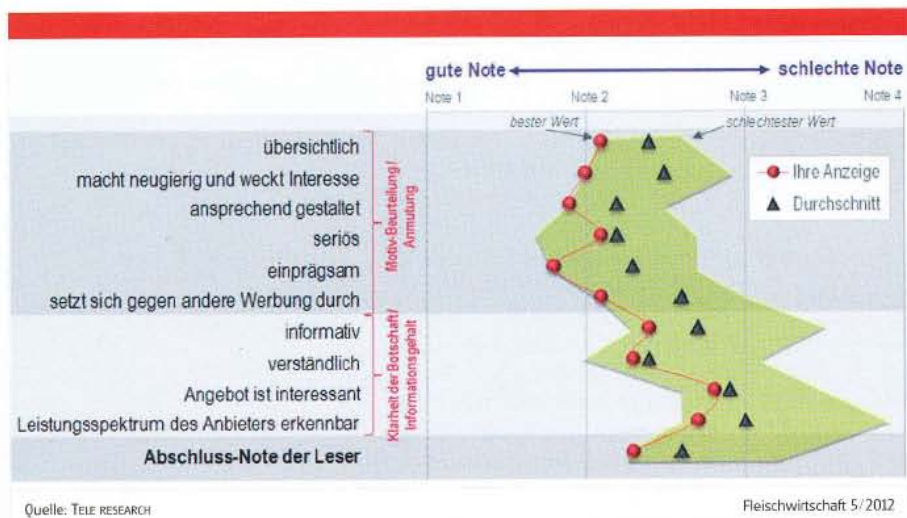 gute Note
schlechte Note
Note 1
Note 2
Note 3
Note 4
bester Wert
schlechtester Wert
übersichtlich
macht neugierig und weckt Interesse
ansprechend gestaltet
seriös
einprägsam
setzt sich gegen andere Werbung durch
informativ
verständlich
Angebot ist interessant
Leistungsspektrum des Anbieters erkennbar
Abschluss-Note der Leser
Motiv-Beurteilung/
Anmutung
Klarheit der Botschaft/
Informationsgehalt
Ihre Anzeige
Durchschnitt
Quelle: TELE RESEARCH
Fleischwirtschaft 5/2012